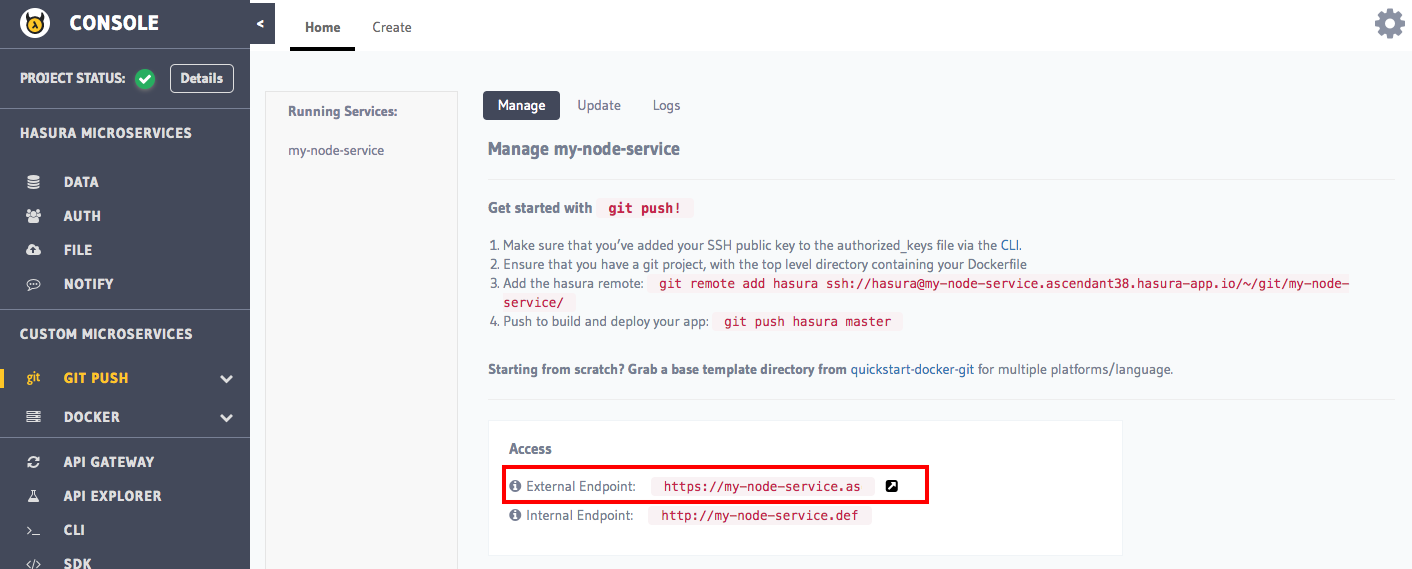 CONSOLE
<
Home
Create
PROJECT STATUS:
Details
HASURA MICROSERVICES
DATA
AUTH
FILE
NOTIFY
CUSTOM MICROSERVICES
git GIT PUSH
DOCKER
API GATEWAY
API EXPLORER
>_ CLI
</> SDK
Running Services:
my-node-service
Manage
Update
Logs
Manage my-node-service
Get started with git push!
1. Make sure that you've added your SSH public key to the authorized_keys file via the CLI.
2. Ensure that you have a git project, with the top level directory containing your Dockerfile
3. Add the hasura remote: git remote add hasura ssh://hasura@my-node-service.ascendant38.hasura-app.io/~/git/my-node-
service/
4. Push to build and deploy your app: git push hasura master
Starting from scratch? Grab a base template directory from quickstart-docker-git for multiple platforms/language.
Access
External Endpoint: https://my-node-service.as
Internal Endpoint: http://my-node-service.def